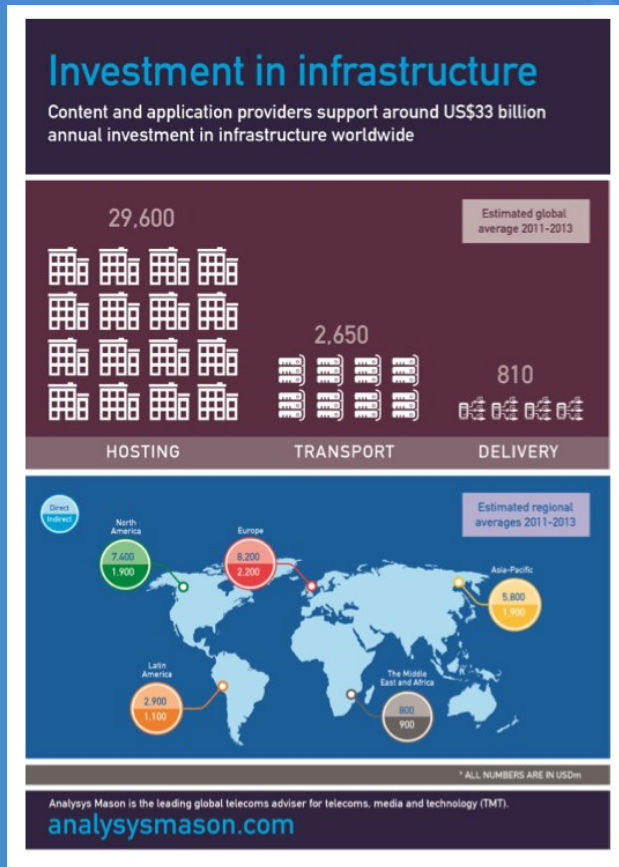 Investment in infrastructure
Content and application providers support around US$33 billion
annual investment in infrastructure worldwide
29,600
Estimated global
average 2011-2013
2,650
810
HOSTING
TRANSPORT
DELIVERY
Direct
Indirect
Estimated regional
averages 2011-2013
North
America
7.400
1.900
Europe
8,200
2.200
Asia-Pacific
5.800
1,900
Latin
America
2.900
1.100
The Middle
East and Africa
800
900
* ALL NUMBERS ARE IN USDm
Analysys Mason is the leading global telecoms adviser for telecoms, media and technology (TMT).
analysysmason.com